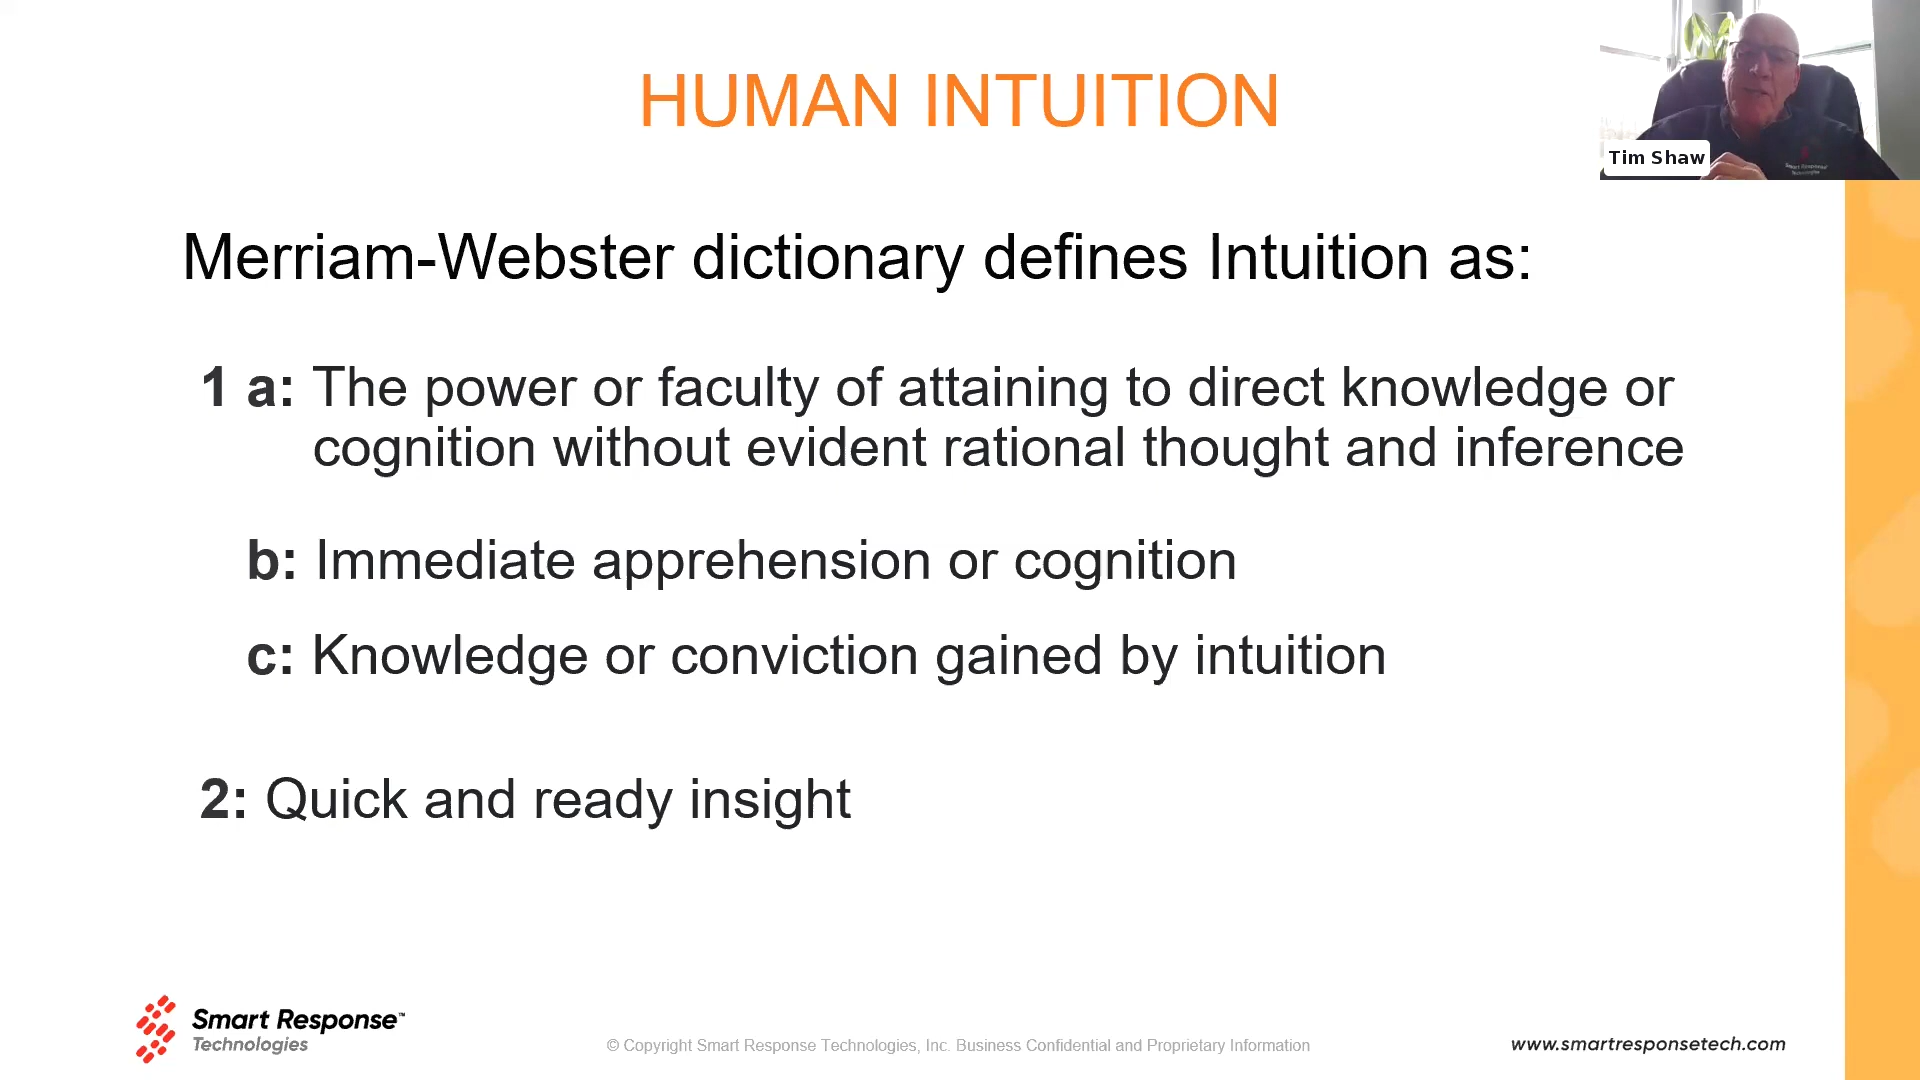 HUMAN INTUITION
Tim Shaw
Merriam-Webster dictionary defines Intuition as:
1 a: The power or faculty of attaining to direct knowledge or
cognition without evident rational thought and inference
b: Immediate apprehension or cognition
c: Knowledge or conviction gained by intuition
2: Quick and ready insight
Smart Response™
Technologies
© Copyright Smart Response Technologies, Inc. Business Confidential and Proprietary Information
www.smartresponsetech.com